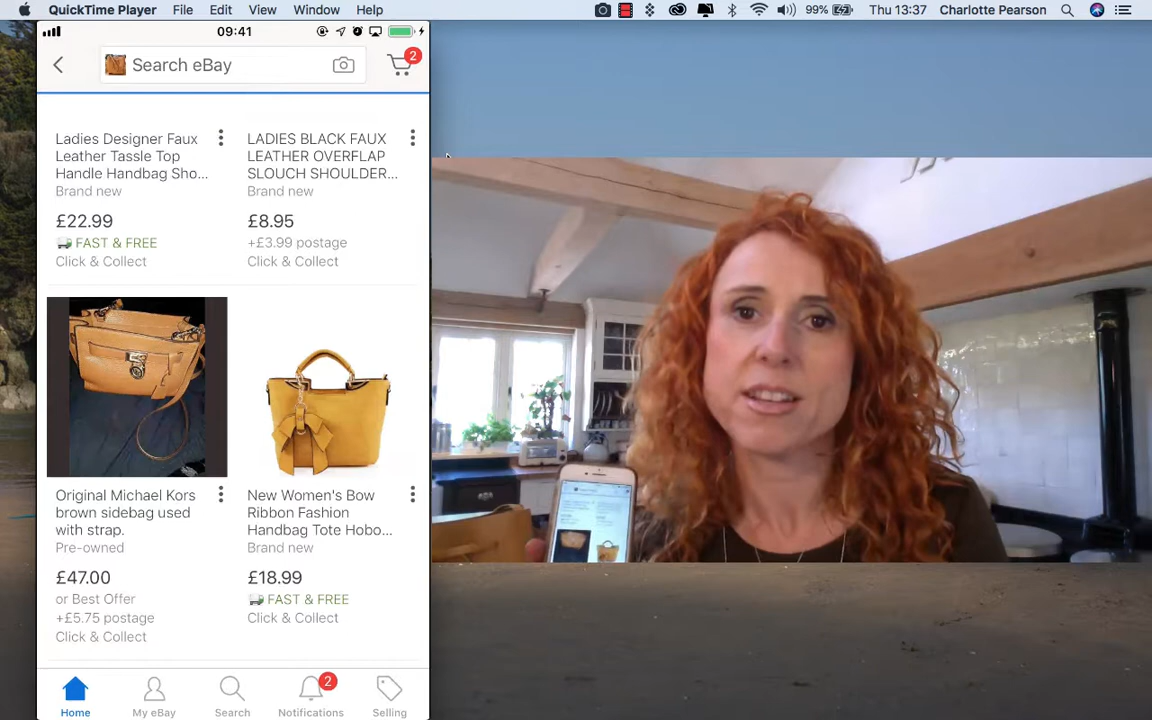 QuickTime Player File Edit View Window Help 99% Thu 13:37 Charlotte Pearson
09:41
Search eBay 2
Ladies Designer Faux
Leather Tassle Top
Handle Handbag Sho...
Brand new
£22.99
FAST & FREE
Click & Collect
LADIES BLACK FAUX
LEATHER OVERFLAP
SLOUCH SHOULDER...
Brand new
£8.95
+£3.99 postage
Click & Collect
Original Michael Kors
brown sidebag used
with strap.
Pre-owned
£47.00
or Best Offer
+£5.75 postage
Click & Collect
New Women's Bow
Ribbon Fashion
Handbag Tote Hobo...
Brand new
£18.99
FAST & FREE
Click & Collect
2
Home My eBay Search Notifications Selling